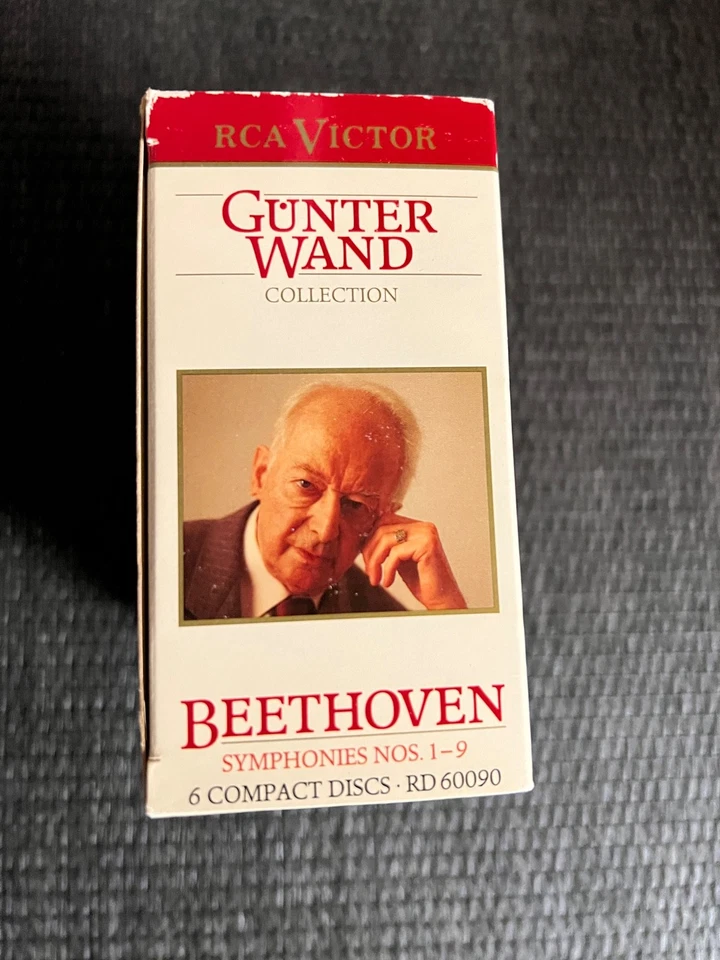 RCA VICTOR
GÜNTER
WAND
COLLECTION
BEETHOVEN
SYMPHONIES NOS. 1–9
6 COMPACT DISCS · RD 60090